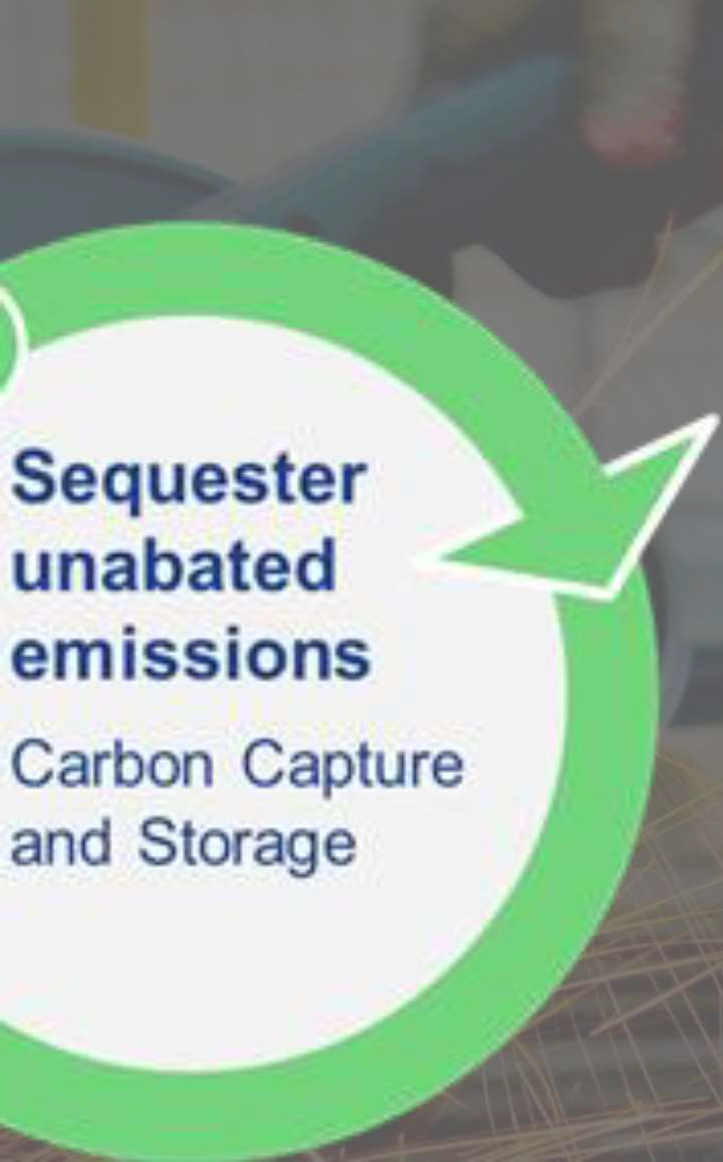 Sequester
unabated
emissions
Carbon Capture
and Storage